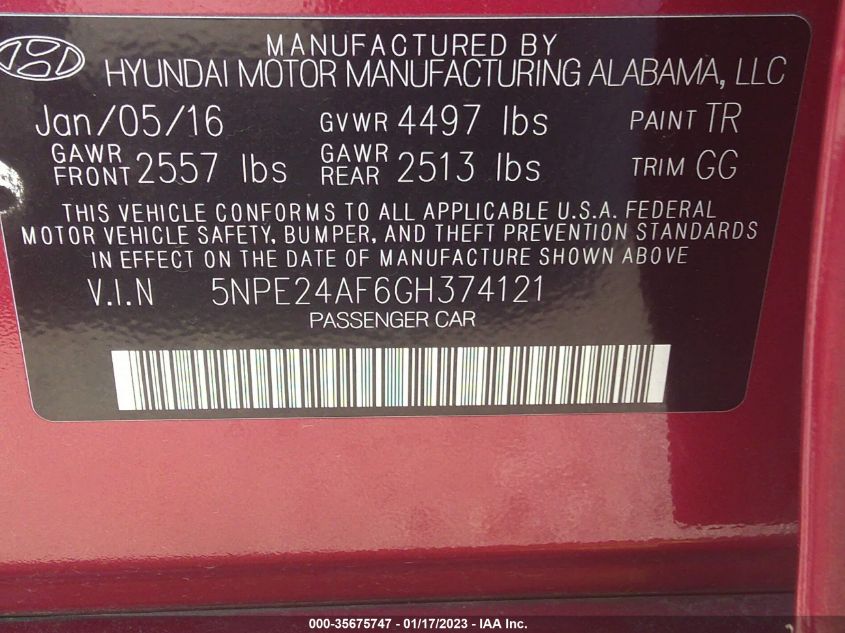 MANUFACTURED BY
HYUNDAI MOTOR MANUFACTURING ALABAMA, LLC
Jan/05/16 GVWR 4497 lbs PAINT TR
GAWR FRONT 2557 lbs GAWR REAR 2513 lbs TRIM GG
THIS VEHICLE CONFORMS TO ALL APPLICABLE U.S.A. FEDERAL
MOTOR VEHICLE SAFETY, BUMPER, AND THEFT PREVENTION STANDARDS
IN EFFECT ON THE DATE OF MANUFACTURE SHOWN ABOVE
V.I.N 5NPE24AF6GH374121
PASSENGER CAR
000-35675747 - 01/17/2023 - IAA Inc.